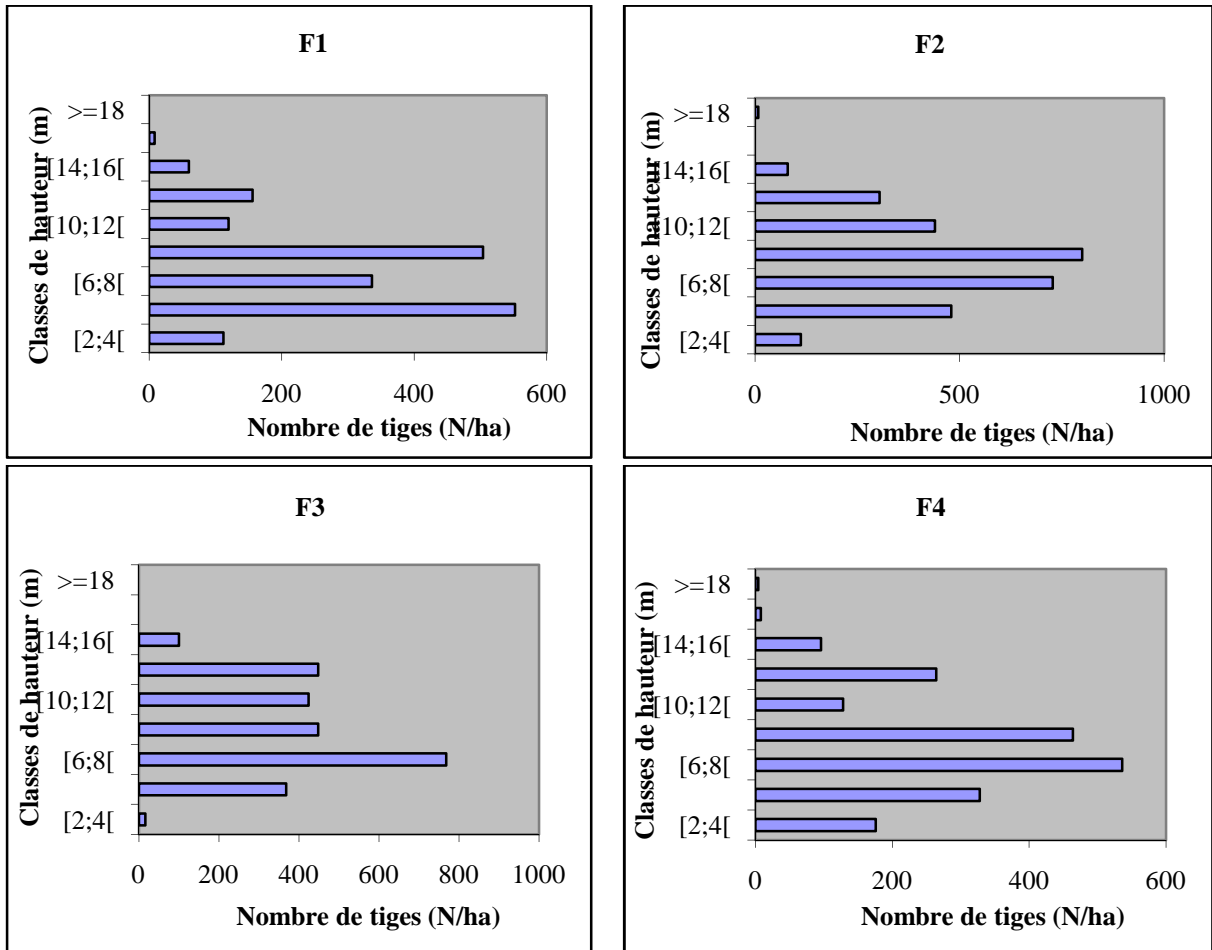 F1
Classes de hauteur (m)
>=18
[14;16[
[10;12[
[6;8[
[2;4[
0 200 400 600
Nombre de tiges (N/ha)
F2
Classes de hauteur (m)
>=18
[14;16[
[10;12[
[6;8[
[2;4[
0 500 1000
Nombre de tiges (N/ha)
F3
Classes de hauteur (m)
>=18
[14;16[
[10;12[
[6;8[
[2;4[
0 200 400 600 800 1000
Nombre de tiges (N/ha)
F4
Classes de hauteur (m)
>=18
[14;16[
[10;12[
[6;8[
[2;4[
0 200 400 600
Nombre de tiges (N/ha)